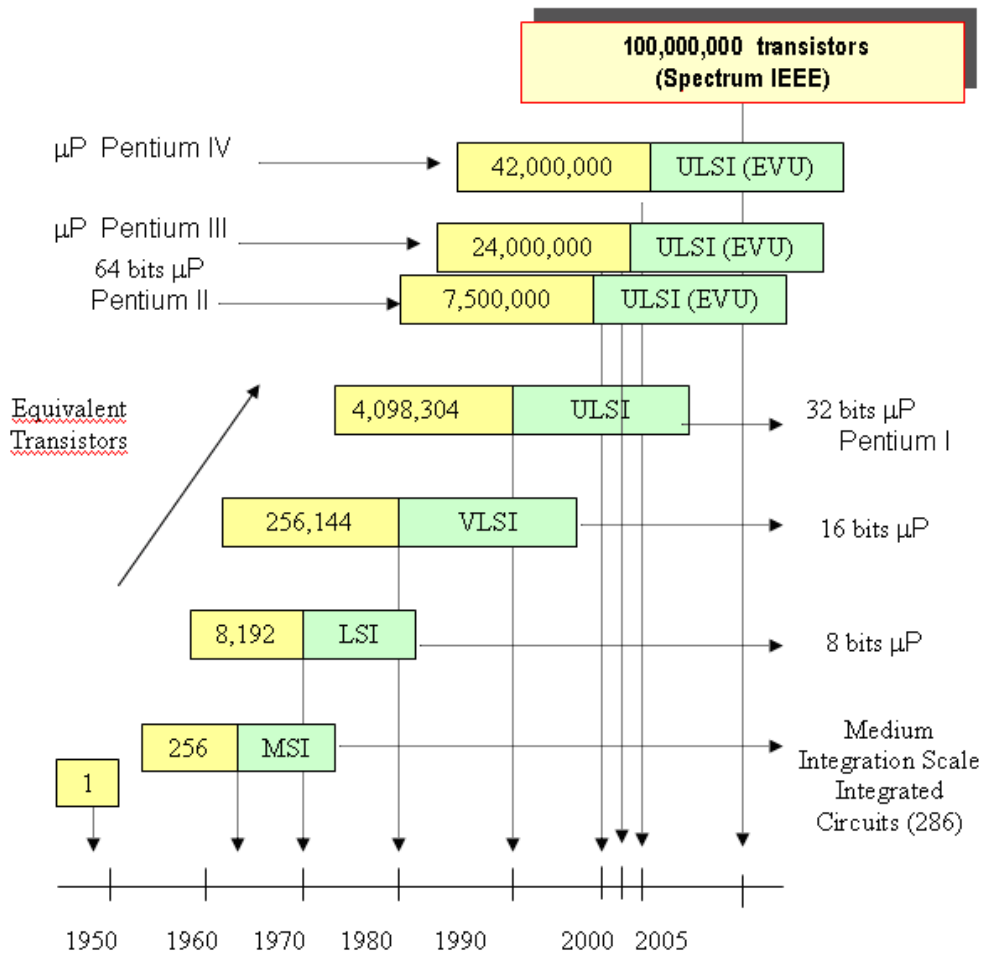 100,000,000 transistors
(Spectrum IEEE)
μP Pentium IV
42,000,000 ULSI (EVU)
μP Pentium III
24,000,000 ULSI (EVU)
64 bits μP
Pentium II
7,500,000 ULSI (EVU)
Equivalent
Transistors
4,098,304 ULSI
32 bits μP
Pentium I
256,144 VLSI
16 bits μP
8,192 LSI
8 bits μP
256 MSI
Medium
Integration Scale
Integrated
Circuits (286)
1
1950 1960 1970 1980 1990 2000 2005